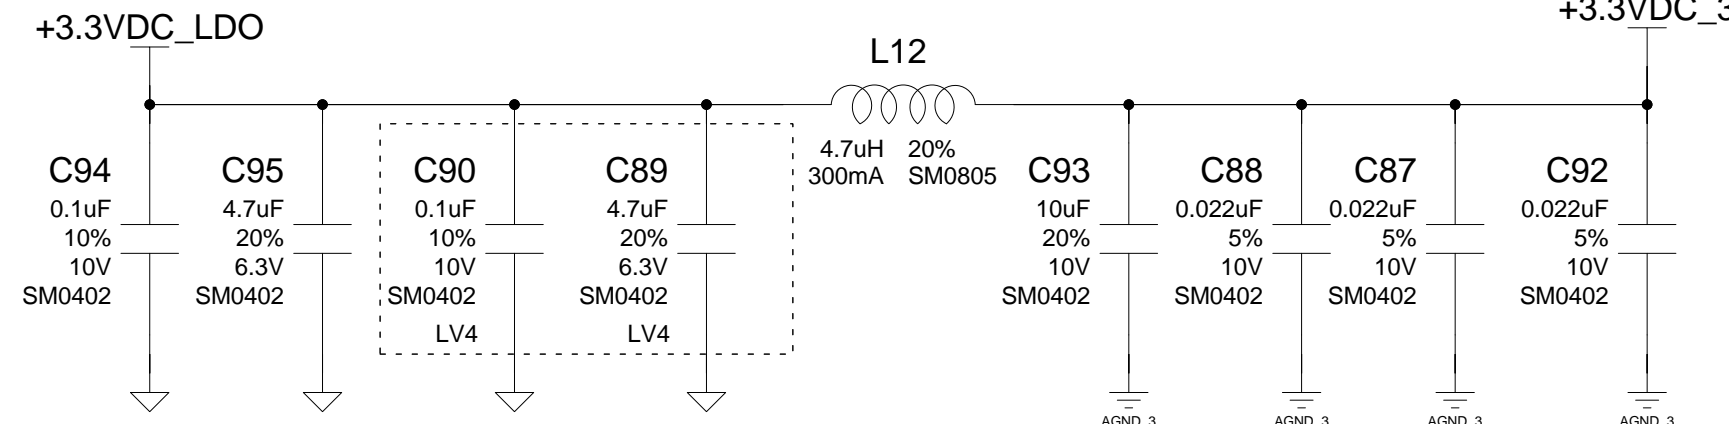 +3.3VDC_LDO
+3.3VDC_3
L12
4.7uH 20%
300mA SM0805
C94
0.1uF
10%
10V
SM0402
C95
4.7uF
20%
6.3V
SM0402
C90
0.1uF
10%
10V
SM0402
LV4
C89
4.7uF
20%
6.3V
SM0402
LV4
C93
10uF
20%
10V
SM0402
C88
0.022uF
5%
10V
SM0402
C87
0.022uF
5%
10V
SM0402
C92
0.022uF
5%
10V
SM0402
AGND_3
AGND_3
AGND_3
AGND_3